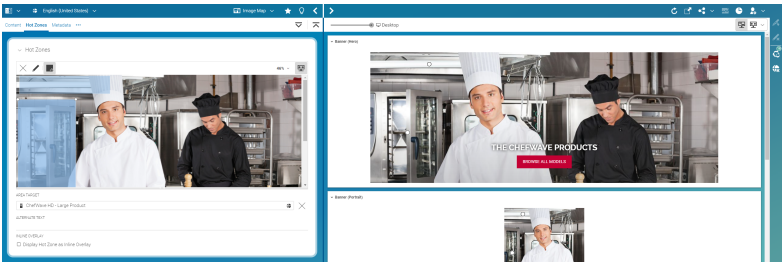 English (United States)
Image Map
Content Hot Zones Metadata
Desktop
Hot Zones
Banner (Hero)
THE CHEFWAVE PRODUCTS
BROWSE ALL MODELS
AREA TARGET
ChefWave HD - Large Product
ALTERNATE TEXT
Banner (Portrait)
INLINE OVERLAY
Display Hot Zone as Inline Overlay